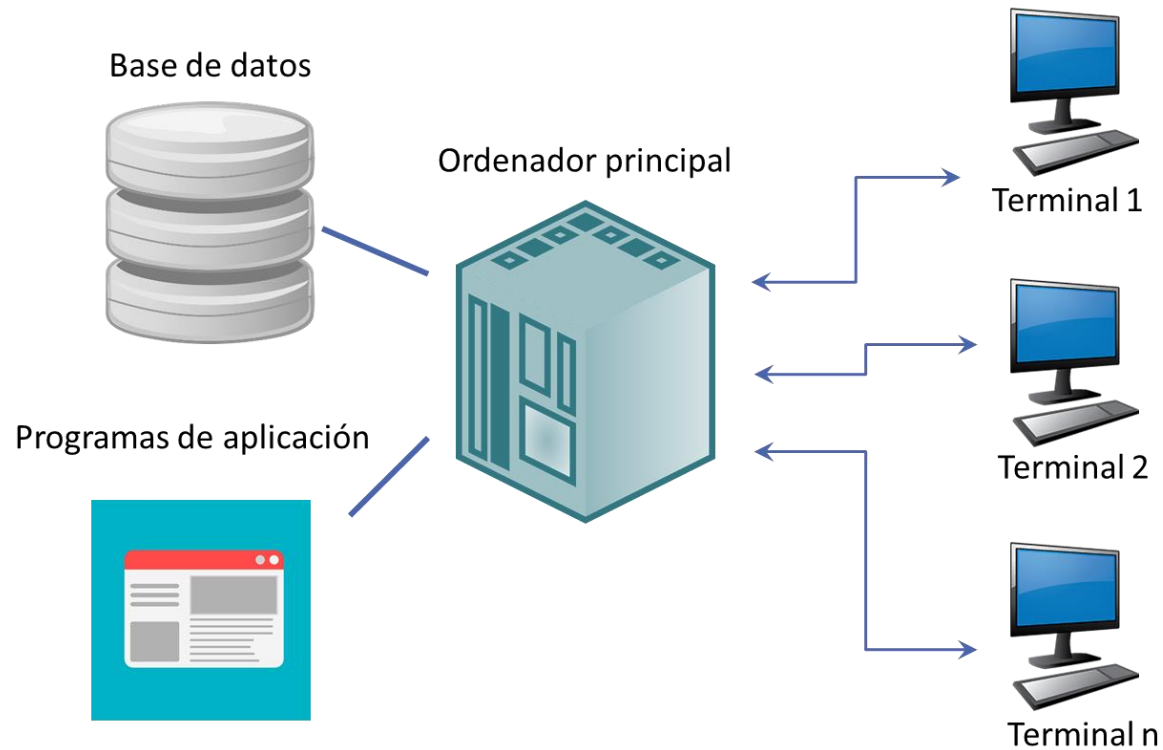 Base de datos
Ordenador principal
Terminal 1
Programas de aplicación
Terminal 2
Terminal n